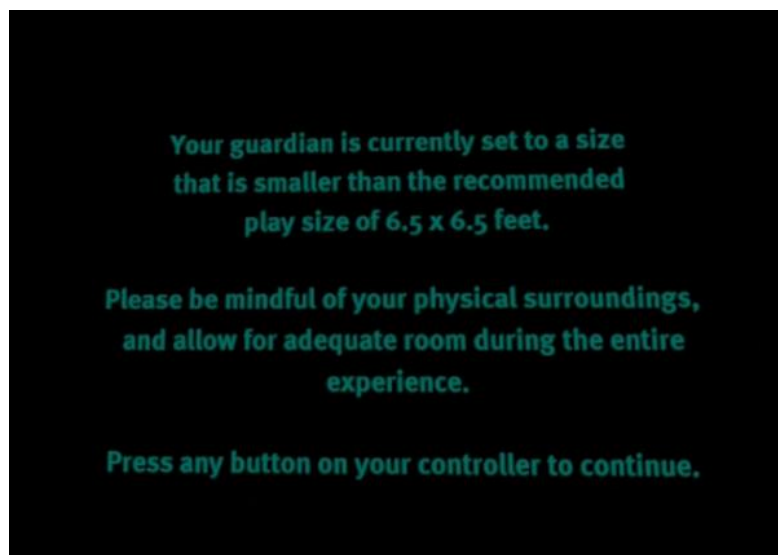 Your guardian is currently set to a size
that is smaller than the recommended
play size of 6.5 x 6.5 feet.
Please be mindful of your physical surroundings,
and allow for adequate room during the entire
experience.
Press any button on your controller to continue.